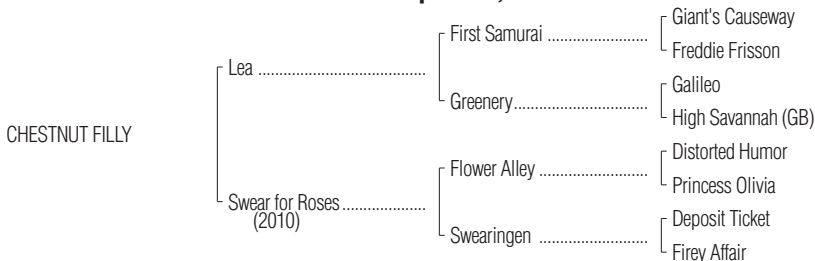 Giant's Causeway
First Samurai ........................
Freddie Frisson
Lea ........................................
Galileo
Greenery................................
High Savannah (GB)
CHESTNUT FILLY
Distorted Humor
Flower Alley ..........................
Princess Olivia
Swear for Roses....................
(2010)
Deposit Ticket
Swearingen ..........................
Firey Affair